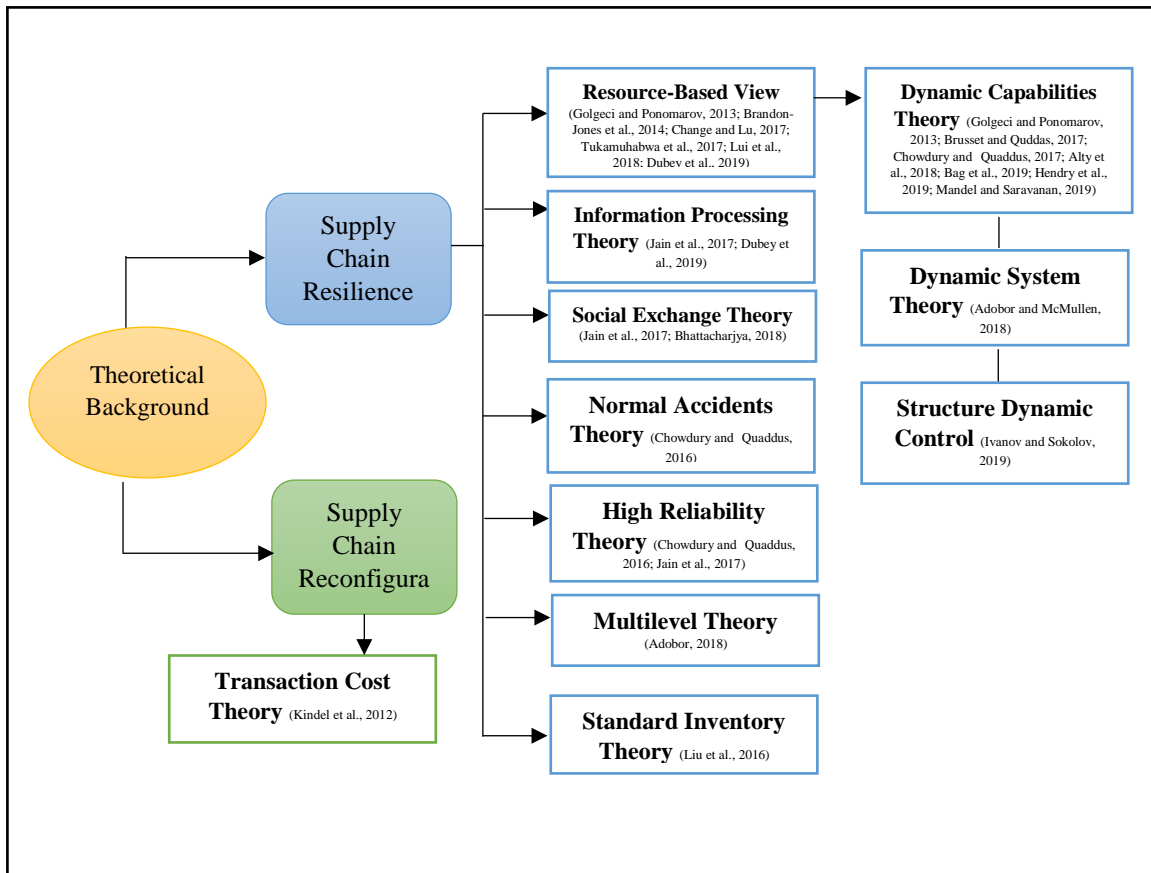 Resource-Based View
(Golgeci and Ponomarov, 2013; Brandon-
Jones et al., 2014; Change and Lu, 2017;
Tukamuhabwa et al., 2017; Lui et al.,
2018; Dubey et al., 2019)
Dynamic Capabilities
Theory (Golgeci and Ponomarov,
2013; Brusset and Quddas, 2017;
Chowdury and Quaddus, 2017; Alty et
al., 2018; Bag et al., 2019; Hendry et al.,
2019; Mandel and Saravanan, 2019)
Supply
Chain
Resilience
Information Processing
Theory (Jain et al., 2017; Dubey et
al., 2019)
Dynamic System
Theory (Adobor and McMullen,
2018)
Social Exchange Theory
(Jain et al., 2017; Bhattacharjya, 2018)
Theoretical
Background
Normal Accidents
Theory (Chowdury and Quaddus,
2016)
Structure Dynamic
Control (Ivanov and Sokolov,
2019)
Supply
Chain
Reconfigura
High Reliability
Theory (Chowdury and Quaddus,
2016; Jain et al., 2017)
Multilevel Theory
(Adobor, 2018)
Transaction Cost
Theory (Kindel et al., 2012)
Standard Inventory
Theory (Liu et al., 2016)